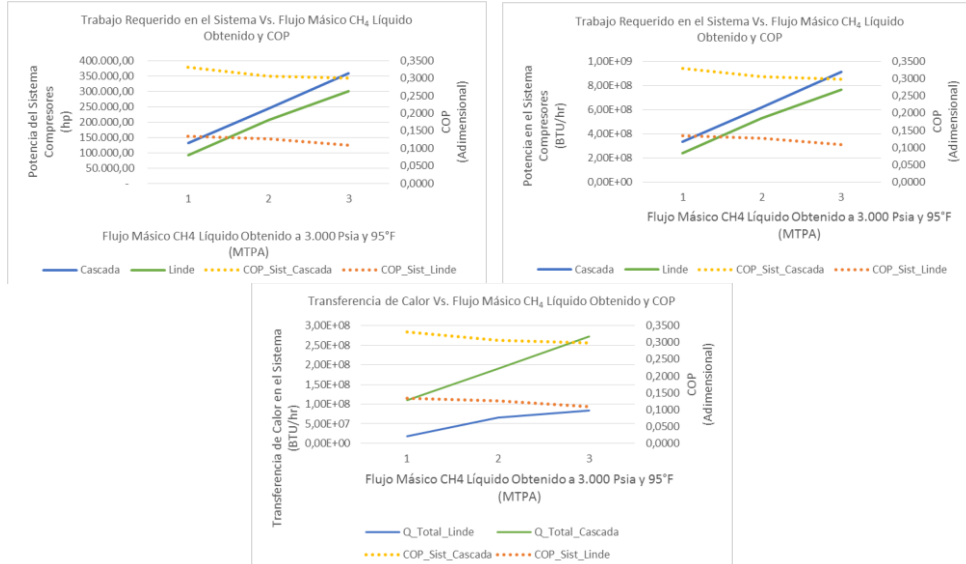 Trabajo Requerido en el Sistema Vs. Flujo Másico CH₄ Líquido
Obtenido y COP
400.000,00
350.000,00
300.000,00
250.000,00
200.000,00
150.000,00
100.000,00
50.000,00
-
Potencia del Sistema
Compresores
(hp)
0,3500
0,3000
0,2500
0,2000
0,1500
0,1000
0,0500
0,0000
COP
(Adimensional)
1 2 3
Flujo Másico CH4 Líquido Obtenido a 3.000 Psia y 95°F
(MTPA)
Cascada Linde COP_Sist_Cascada COP_Sist_Linde
Trabajo Requerido en el Sistema Vs. Flujo Másico CH₄ Líquido
Obtenido y COP
1,00E+09
8,00E+08
6,00E+08
4,00E+08
2,00E+08
0,00E+00
Potencia en el Sistema
Compresores
(BTU/hr)
0,3500
0,3000
0,2500
0,2000
0,1500
0,1000
0,0500
0,0000
COP
(Adimensional)
1 2 3
Flujo Másico CH4 Líquido Obtenido a 3.000 Psia y 95°F
(MTPA)
Cascada Linde COP_Sist_Cascada COP_Sist_Linde
Transferencia de Calor Vs. Flujo Másico CH₄ Líquido Obtenido y COP
3,00E+08
2,50E+08
2,00E+08
1,50E+08
1,00E+08
5,00E+07
0,00E+00
Transferencia de Calor en el Sistema
(BTU/hr)
0,3500
0,3000
0,2500
0,2000
0,1500
0,1000
0,0500
0,0000
COP
(Adimensional)
1 2 3
Flujo Másico CH4 Líquido Obtenido a 3.000 Psia y 95°F
(MTPA)
Q_Total_Linde Q_Total_Cascada
COP_Sist_Cascada COP_Sist_Linde